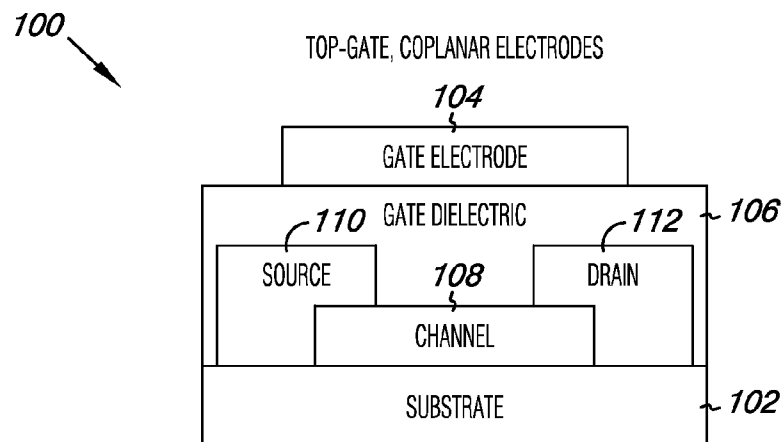 100
TOP-GATE, COPLANAR ELECTRODES
104
GATE ELECTRODE
GATE DIELECTRIC
106
110
112
SOURCE
108
DRAIN
CHANNEL
SUBSTRATE
102